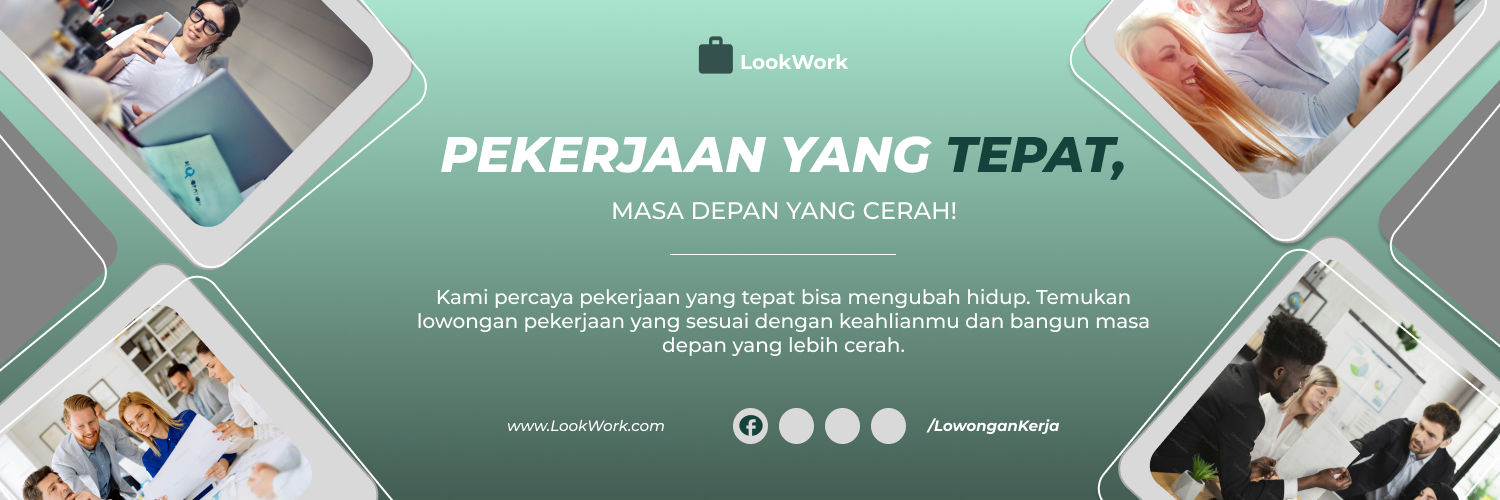 LookWork
PEKERJAAN YANG TEPAT,
MASA DEPAN YANG CERAH!
Kami percaya pekerjaan yang tepat bisa mengubah hidup. Temukan
lowongan pekerjaan yang sesuai dengan keahlianmu dan bangun masa
depan yang lebih cerah.
www.LookWork.com
/LowonganKerja